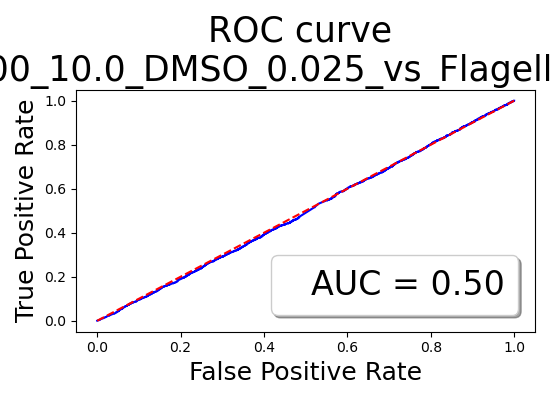 ROC curve
00_10.0_DMSO_0.025_vs_Flagell
True Positive Rate
1.0
0.8
0.6
0.4
0.2
0.0
AUC = 0.50
0.0 0.2 0.4 0.6 0.8 1.0
False Positive Rate